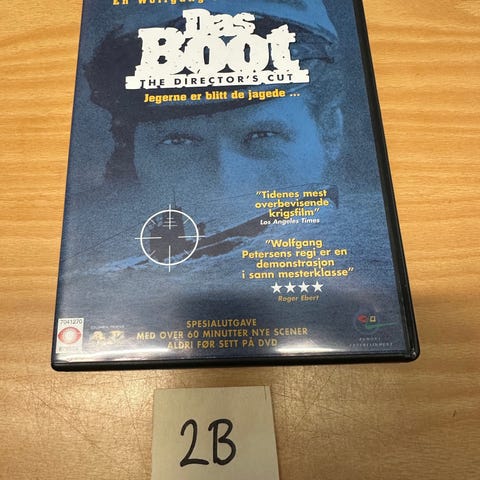 En Wolfgang
Das
Boot
THE DIRECTOR'S CUT
Jegerne er blitt de jagede ...
"Tidenes mest
overbevisende
krigsfilm"
Los Angeles Times
"Wolfgang
Petersens regi er en
demonstrasjon
i sann mesterklasse"
Roger Ebert
SPESIALUTGAVE
MED OVER 60 MINUTTER NYE SCENER
ALDRI FØR SETT PÅ DVD
7041270
2B